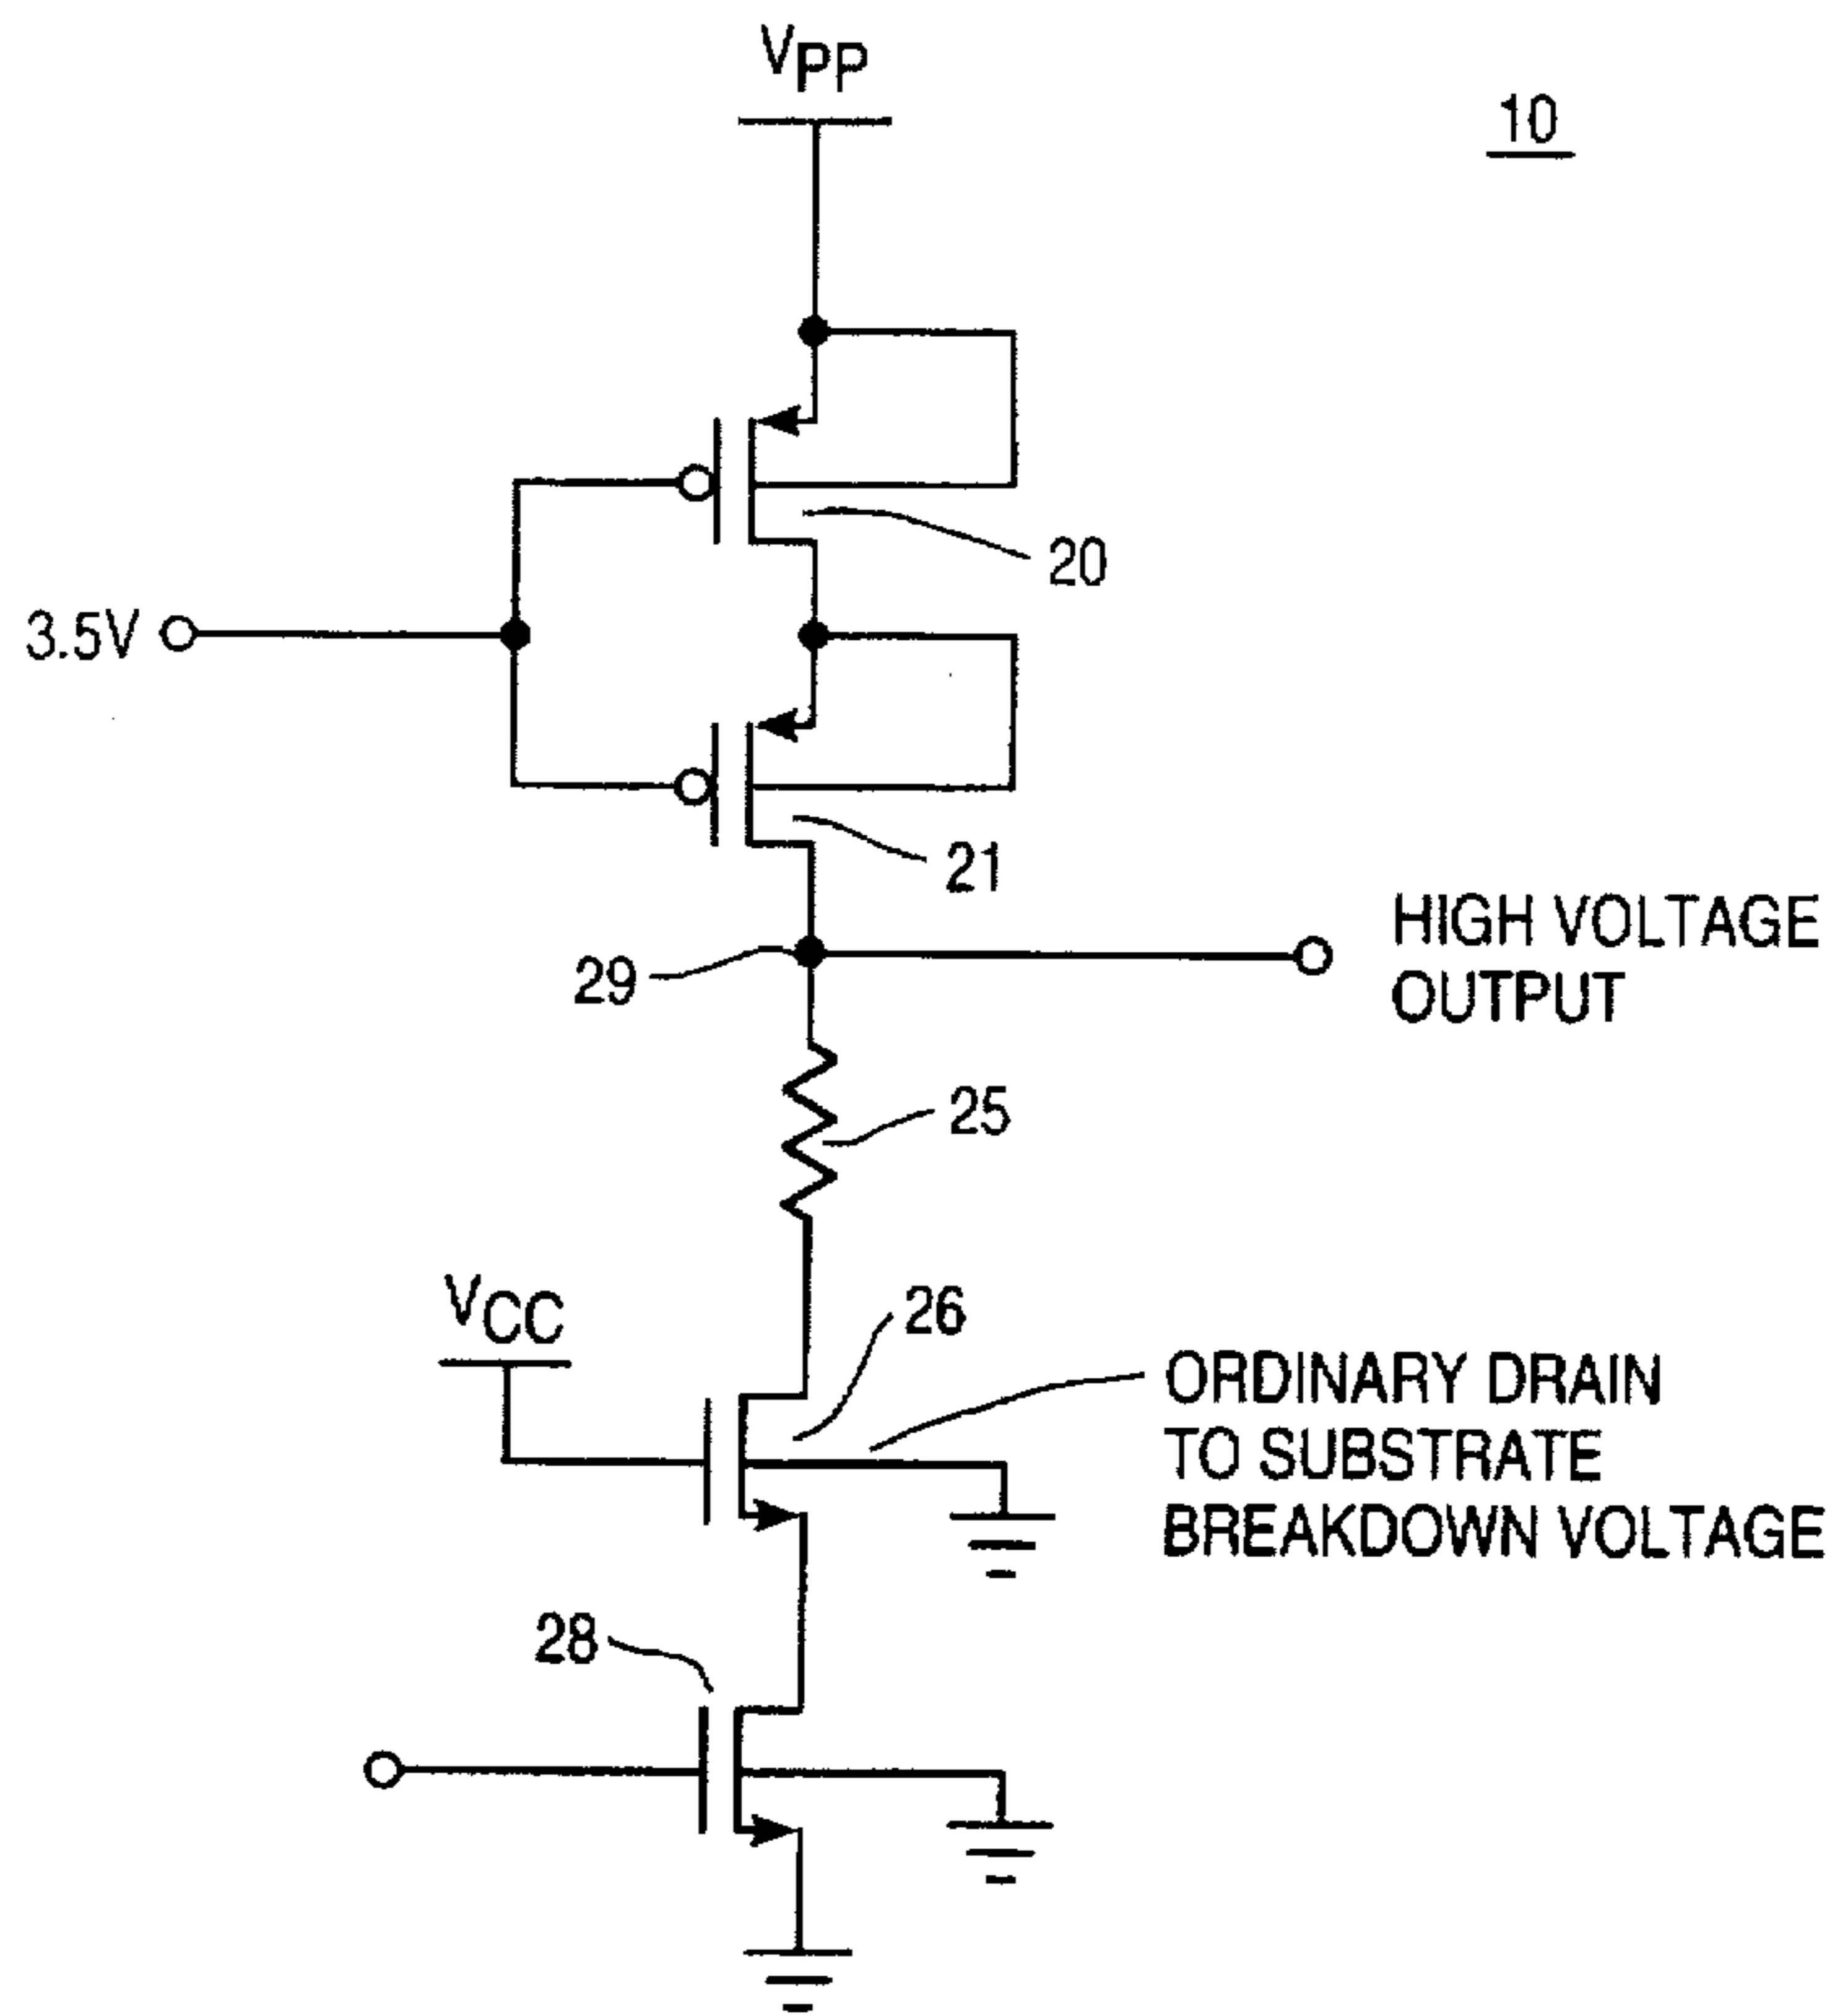 VPP
10
20
3.5V
21
HIGH VOLTAGE
OUTPUT
29
25
VCC
26
ORDINARY DRAIN
TO SUBSTRATE
BREAKDOWN VOLTAGE
28